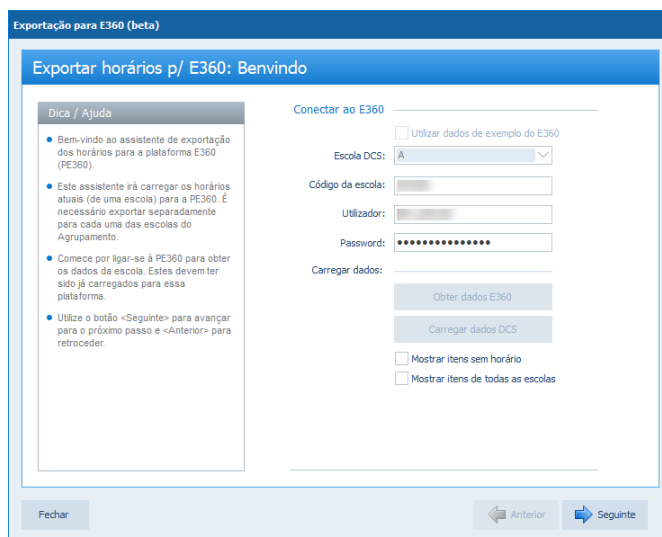 Exportação para E360 (beta)
Exportar horários p/ E360: Benvindo
Dica / Ajuda
Bem-vindo ao assistente de exportação
dos horários para a plataforma E360
(PE360).
Este assistente irá carregar os horários
atuais (de uma escola) para a PE360. É
necessário exportar separadamente
para cada uma das escolas do
Agrupamento.
Comece por ligar-se à PE360 para obter
os dados da escola. Estes devem ter
sido já carregados para essa
plataforma.
Utilize o botão <Seguinte> para avançar
para o próximo passo e <Anterior> para
retroceder.
Conectar ao E360
Utilizar dados de exemplo do E360
Escola DCS: A
Código da escola:
Utilizador:
Password: •••••••••••••••
Carregar dados:
Obter dados E360
Carregar dados DCS
Mostrar itens sem horário
Mostrar itens de todas as escolas
Fechar
Anterior
Seguinte